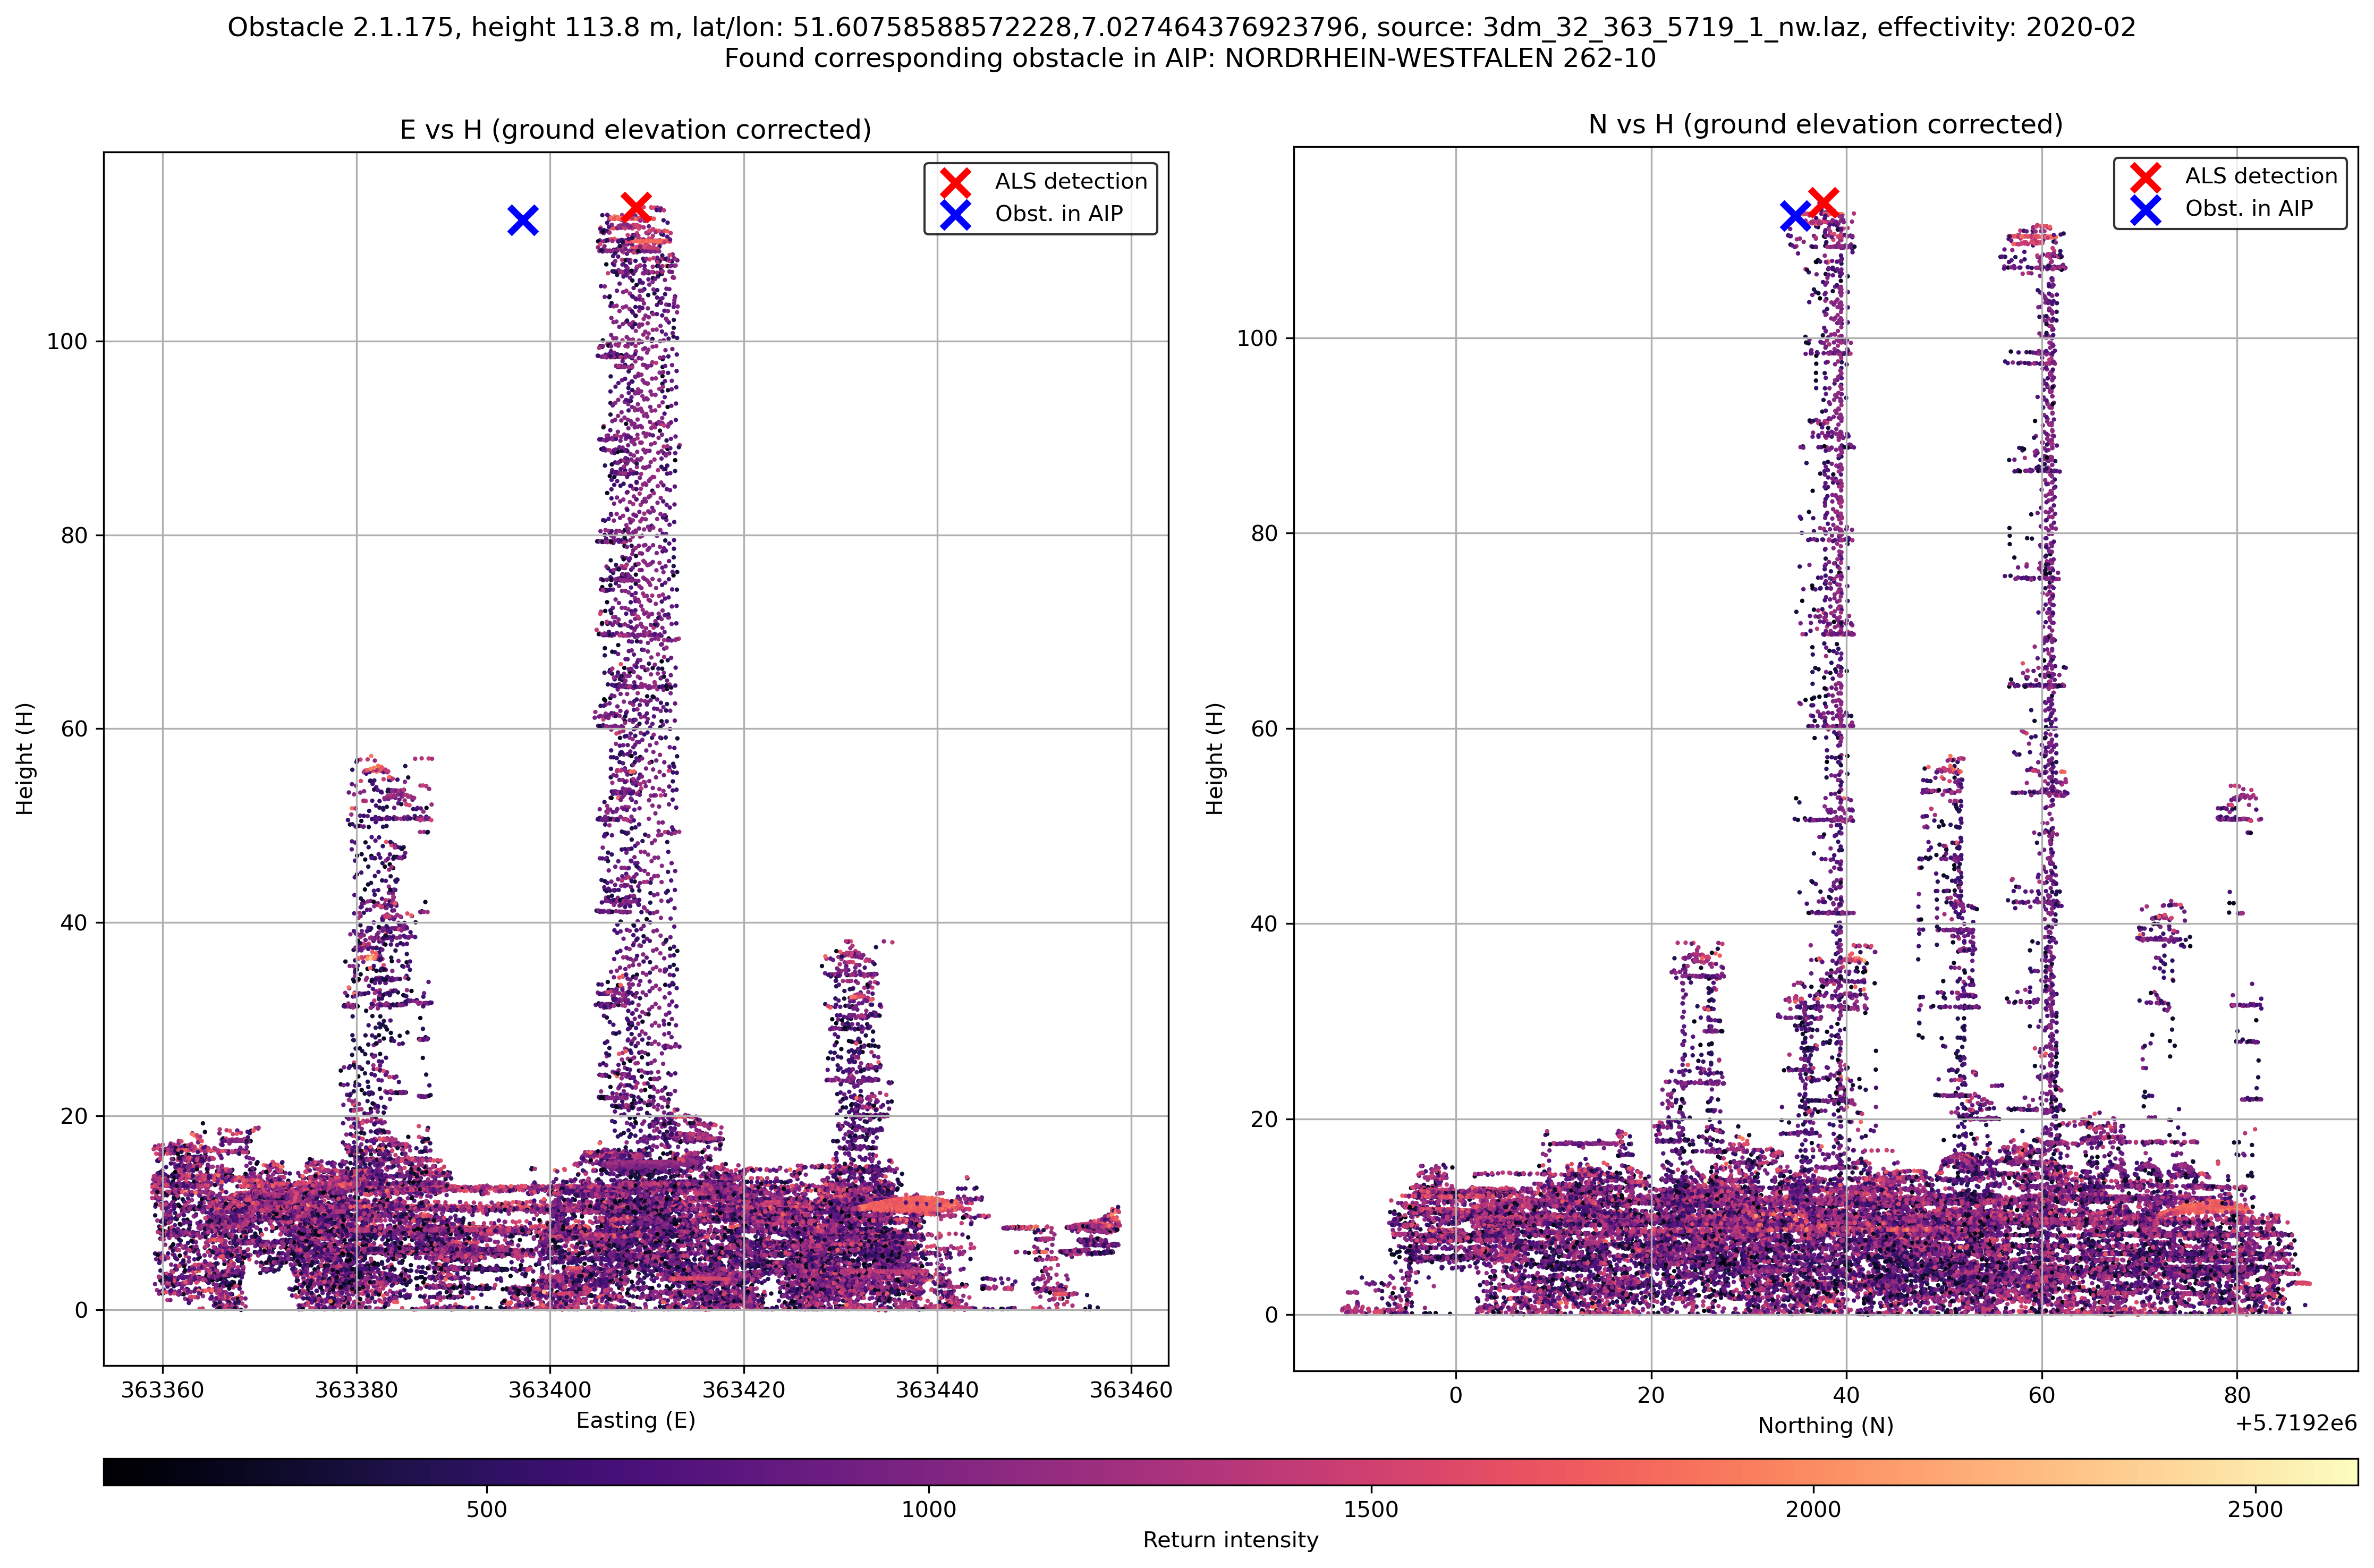 Obstacle 2.1.175, height 113.8 m, lat/lon: 51.60758588572228,7.027464376923796, source: 3dm_32_363_5719_1_nw.laz, effectivity: 2020-02
Found corresponding obstacle in AIP: NORDRHEIN-WESTFALEN 262-10
E vs H (ground elevation corrected)
ALS detection
Obst. in AIP
100
80
60
40
20
0
Height (H)
363360 363380 363400 363420 363440 363460
Easting (E)
N vs H (ground elevation corrected)
ALS detection
Obst. in AIP
100
80
60
40
20
0
Height (H)
0 20 40 60 80
+5.7192e6
Northing (N)
500 1000 1500 2000 2500
Return intensity